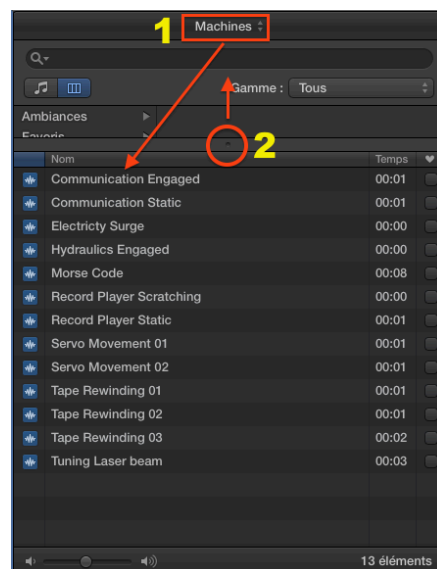 1 Machines
Gamme : Tous
Ambiances
Favoris
2
Nom Temps
Communication Engaged 00:01
Communication Static 00:01
Electricty Surge 00:00
Hydraulics Engaged 00:00
Morse Code 00:08
Record Player Scratching 00:00
Record Player Static 00:01
Servo Movement 01 00:01
Servo Movement 02 00:01
Tape Rewinding 01 00:01
Tape Rewinding 02 00:01
Tape Rewinding 03 00:02
Tuning Laser beam 00:03
13 éléments